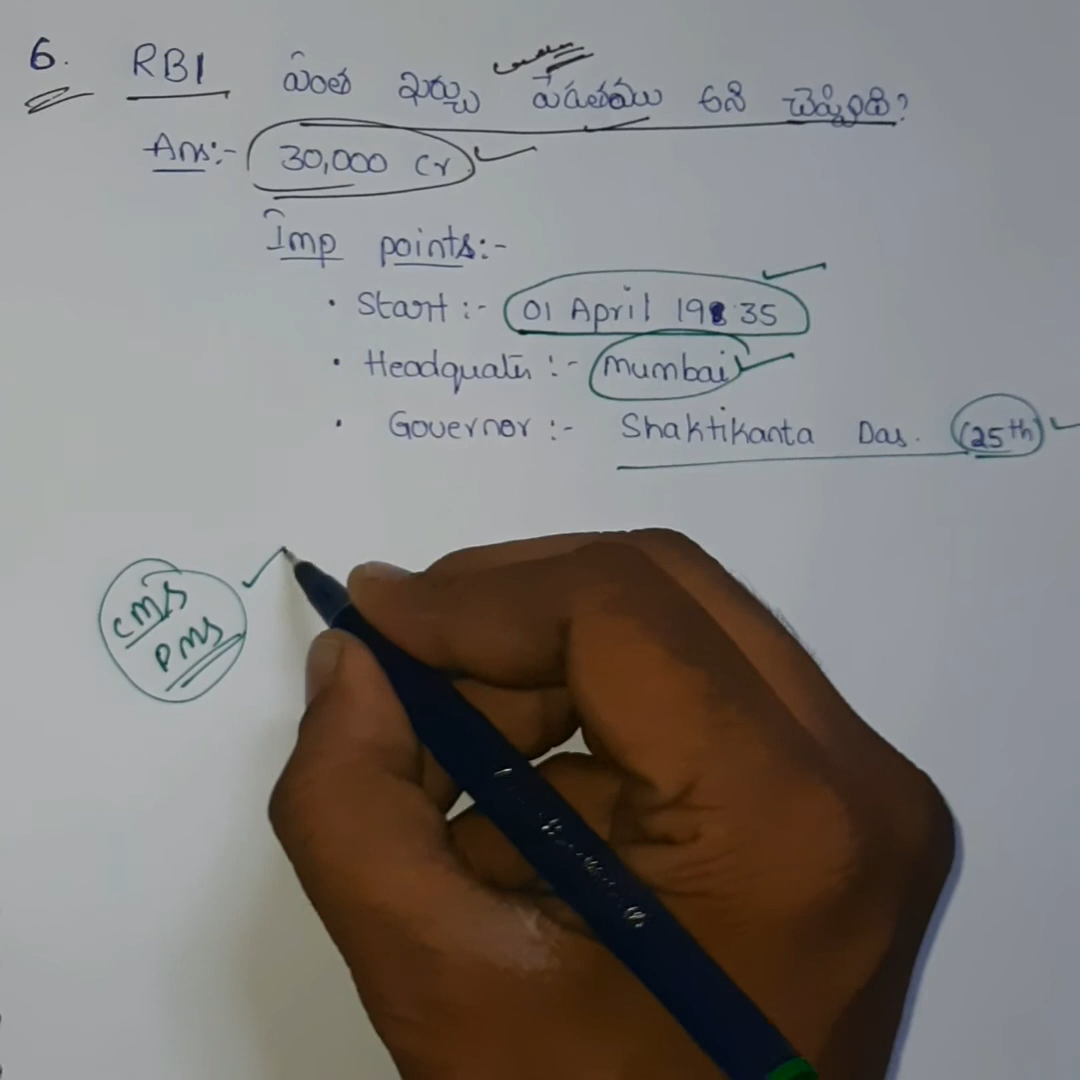 6. RBI ఎంత ఖర్చు చేస్తాము అని చెప్పింది?
Ans:- 30,000 Cr
Imp points:-
• Start :- 01 April 1935
• Headquatr :- Mumbai
• Governor :- Shaktikanta Das. (25th)
CMS
PMS